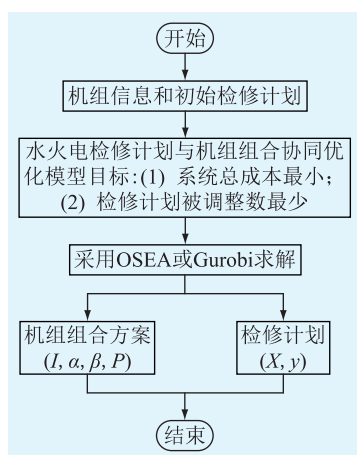 开始
机组信息和初始检修计划
水火电检修计划与机组组合协同优
化模型目标:(1) 系统总成本最小;
(2) 检修计划被调整数最少
采用OSEA或Gurobi求解
机组组合方案
(I, α, β, P)
检修计划
(X, y)
结束